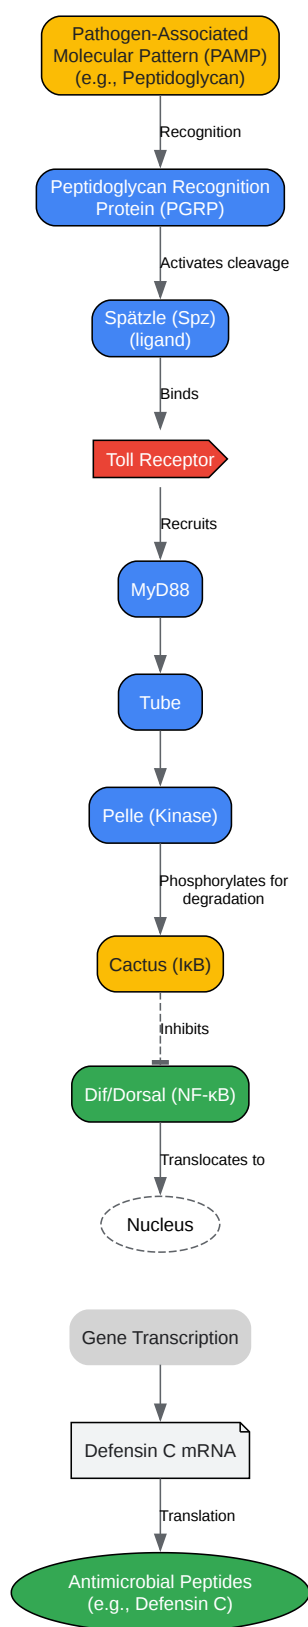 Pathogen-Associated
Molecular Pattern (PAMP)
(e.g., Peptidoglycan)
Recognition
Peptidoglycan Recognition
Protein (PGRP)
Activates cleavage
Spätzle (Spz)
(ligand)
Binds
Toll Receptor
Recruits
MyD88
Tube
Pelle (Kinase)
Phosphorylates for
degradation
Cactus (IκB)
Inhibits
Dif/Dorsal (NF-κB)
Translocates to
Nucleus
Gene Transcription
Defensin C mRNA
Translation
Antimicrobial Peptides
(e.g., Defensin C)